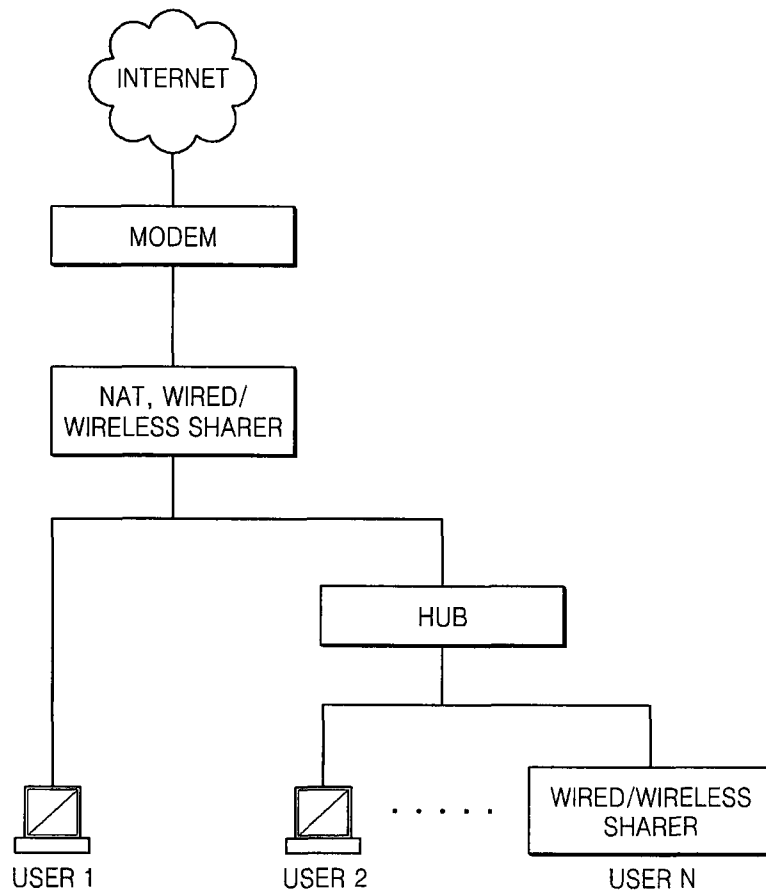 INTERNET
MODEM
NAT, WIRED/
WIRELESS SHARER
HUB
WIRED/WIRELESS
SHARER
USER 1
USER 2
USER N